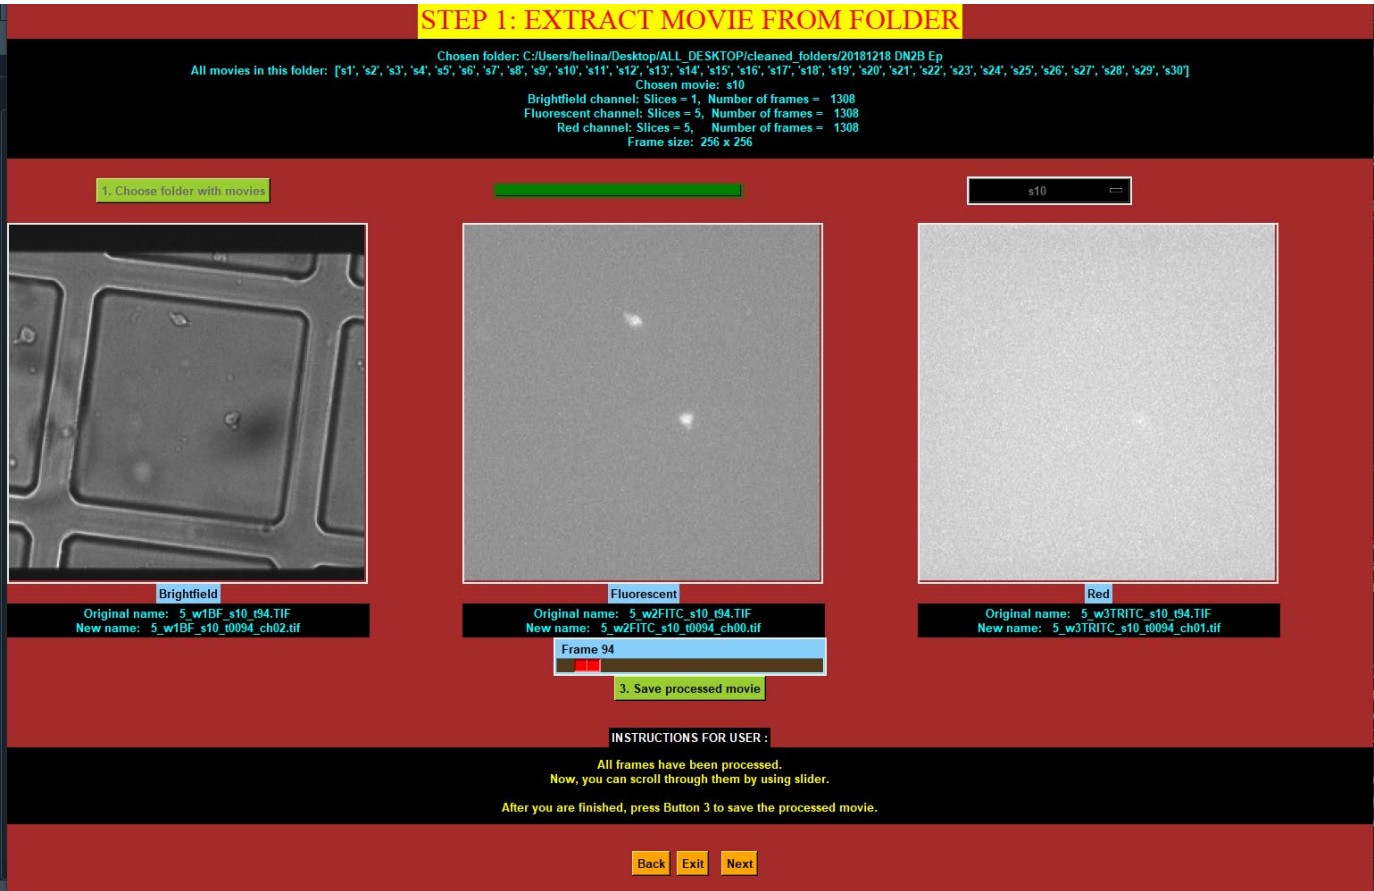 STEP 1: EXTRACT MOVIE FROM FOLDER
Chosen folder: C:/Users/helina/Desktop/ALL_DESKTOP/cleaned_folders/20181218 DN2B Ep
All movies in this folder:  ['s1', 's2', 's3', 's4', 's5', 's6', 's7', 's8', 's9', 's10', 's11', 's12', 's13', 's14', 's15', 's16', 's17', 's18', 's19', 's20', 's21', 's22', 's23', 's24', 's25', 's26', 's27', 's28', 's29', 's30']
Chosen movie:  s10
Brightfield channel: Slices = 1,  Number of frames =   1308
Fluorescent channel: Slices = 5,  Number of frames =   1308
Red channel: Slices = 5,    Number of frames =   1308
Frame size:  256 x 256
1. Choose folder with movies
s10
Brightfield
Original name:   5_w1BF_s10_t94.TIF
New name:   5_w1BF_s10_t0094_ch02.tif
Fluorescent
Original name:   5_w2FITC_s10_t94.TIF
New name:   5_w2FITC_s10_t0094_ch00.tif
Red
Original name:   5_w3TRITC_s10_t94.TIF
New name:   5_w3TRITC_s10_t0094_ch01.tif
Frame 94
3. Save processed movie
INSTRUCTIONS FOR USER :
All frames have been processed.
Now, you can scroll through them by using slider.
After you are finished, press Button 3 to save the processed movie.
Back
Exit
Next